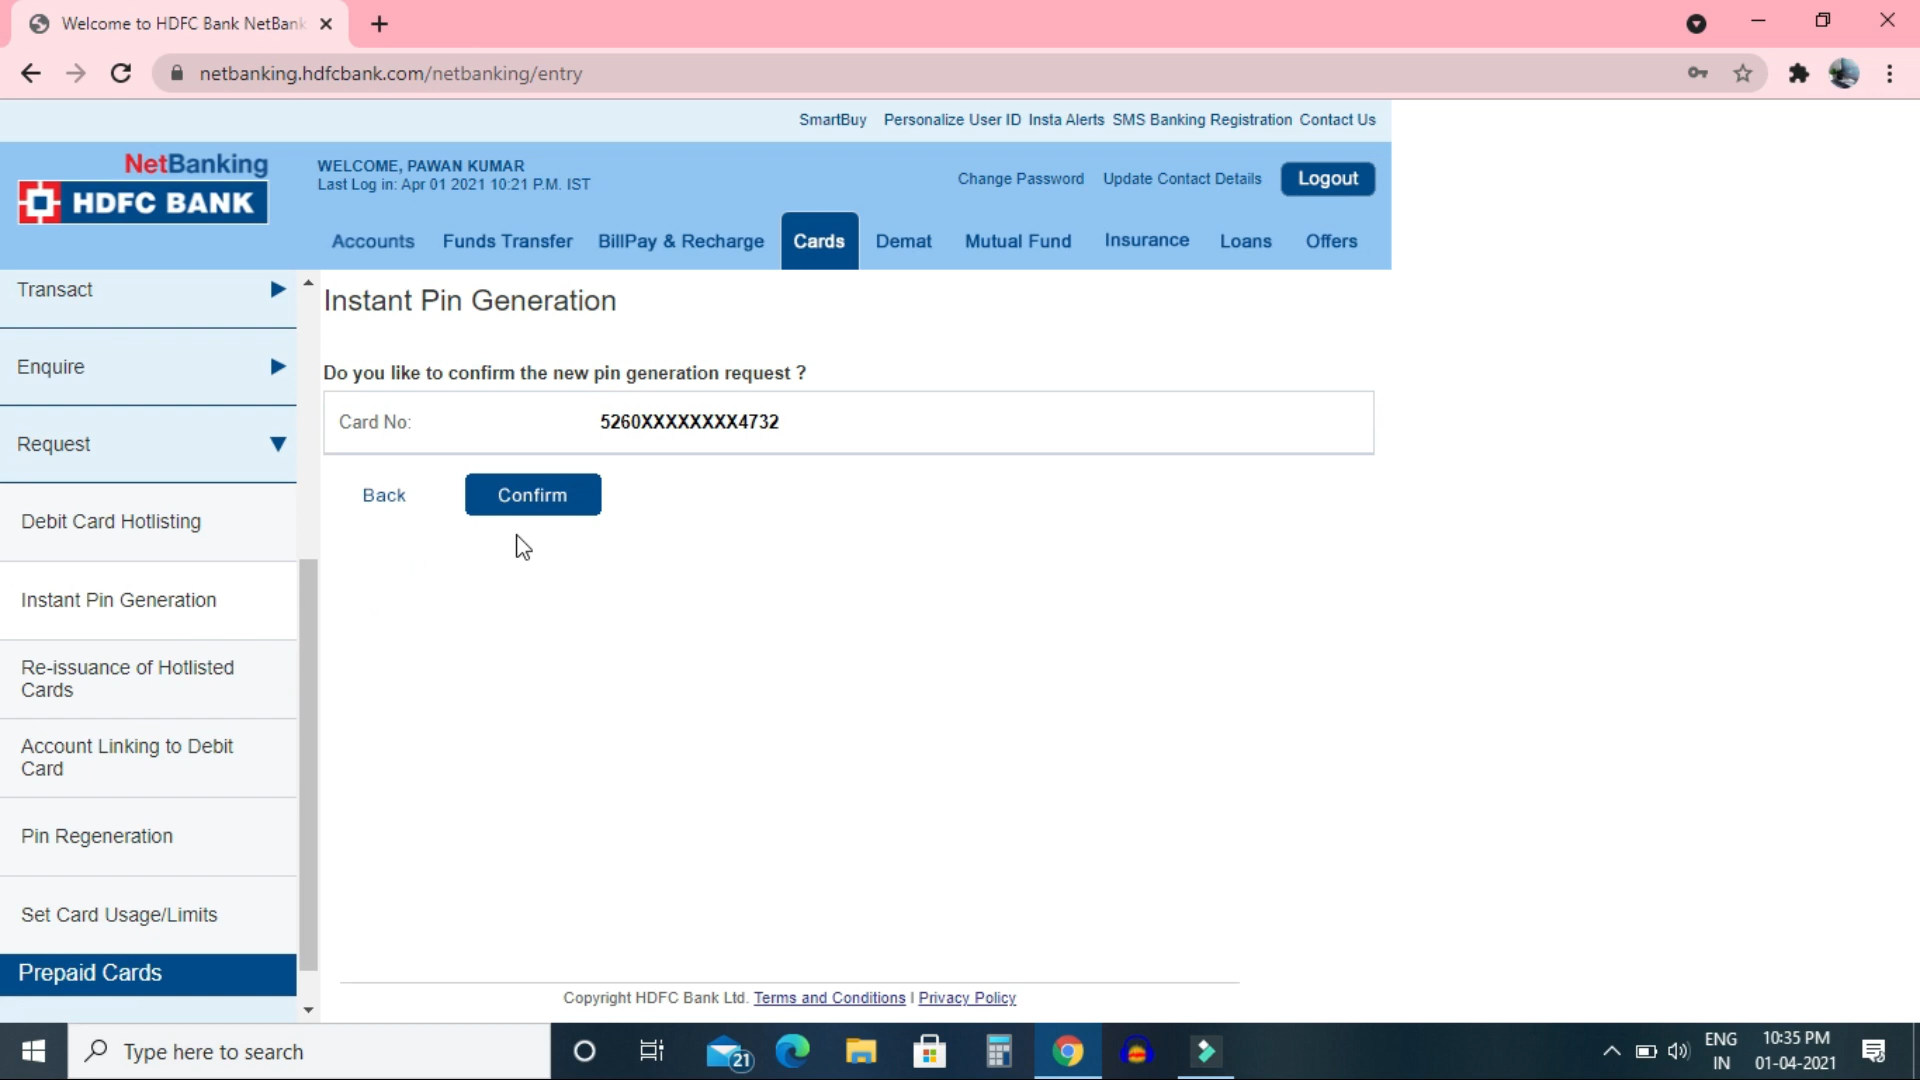 Welcome to HDFC Bank NetBank
netbanking.hdfcbank.com/netbanking/entry
SmartBuy Personalize User ID Insta Alerts SMS Banking Registration Contact Us
NetBanking
HDFC BANK
WELCOME, PAWAN KUMAR
Last Log in: Apr 01 2021 10:21 P.M. IST
Change Password Update Contact Details Logout
Accounts Funds Transfer BillPay & Recharge Cards Demat Mutual Fund Insurance Loans Offers
Transact
Enquire
Request
Debit Card Hotlisting
Instant Pin Generation
Re-issuance of Hotlisted
Cards
Account Linking to Debit
Card
Pin Regeneration
Set Card Usage/Limits
Prepaid Cards
Instant Pin Generation
Do you like to confirm the new pin generation request ?
Card No: 5260XXXXXXXX4732
Back Confirm
Copyright HDFC Bank Ltd. Terms and Conditions I Privacy Policy
Type here to search
21
ENG
IN
10:35 PM
01-04-2021